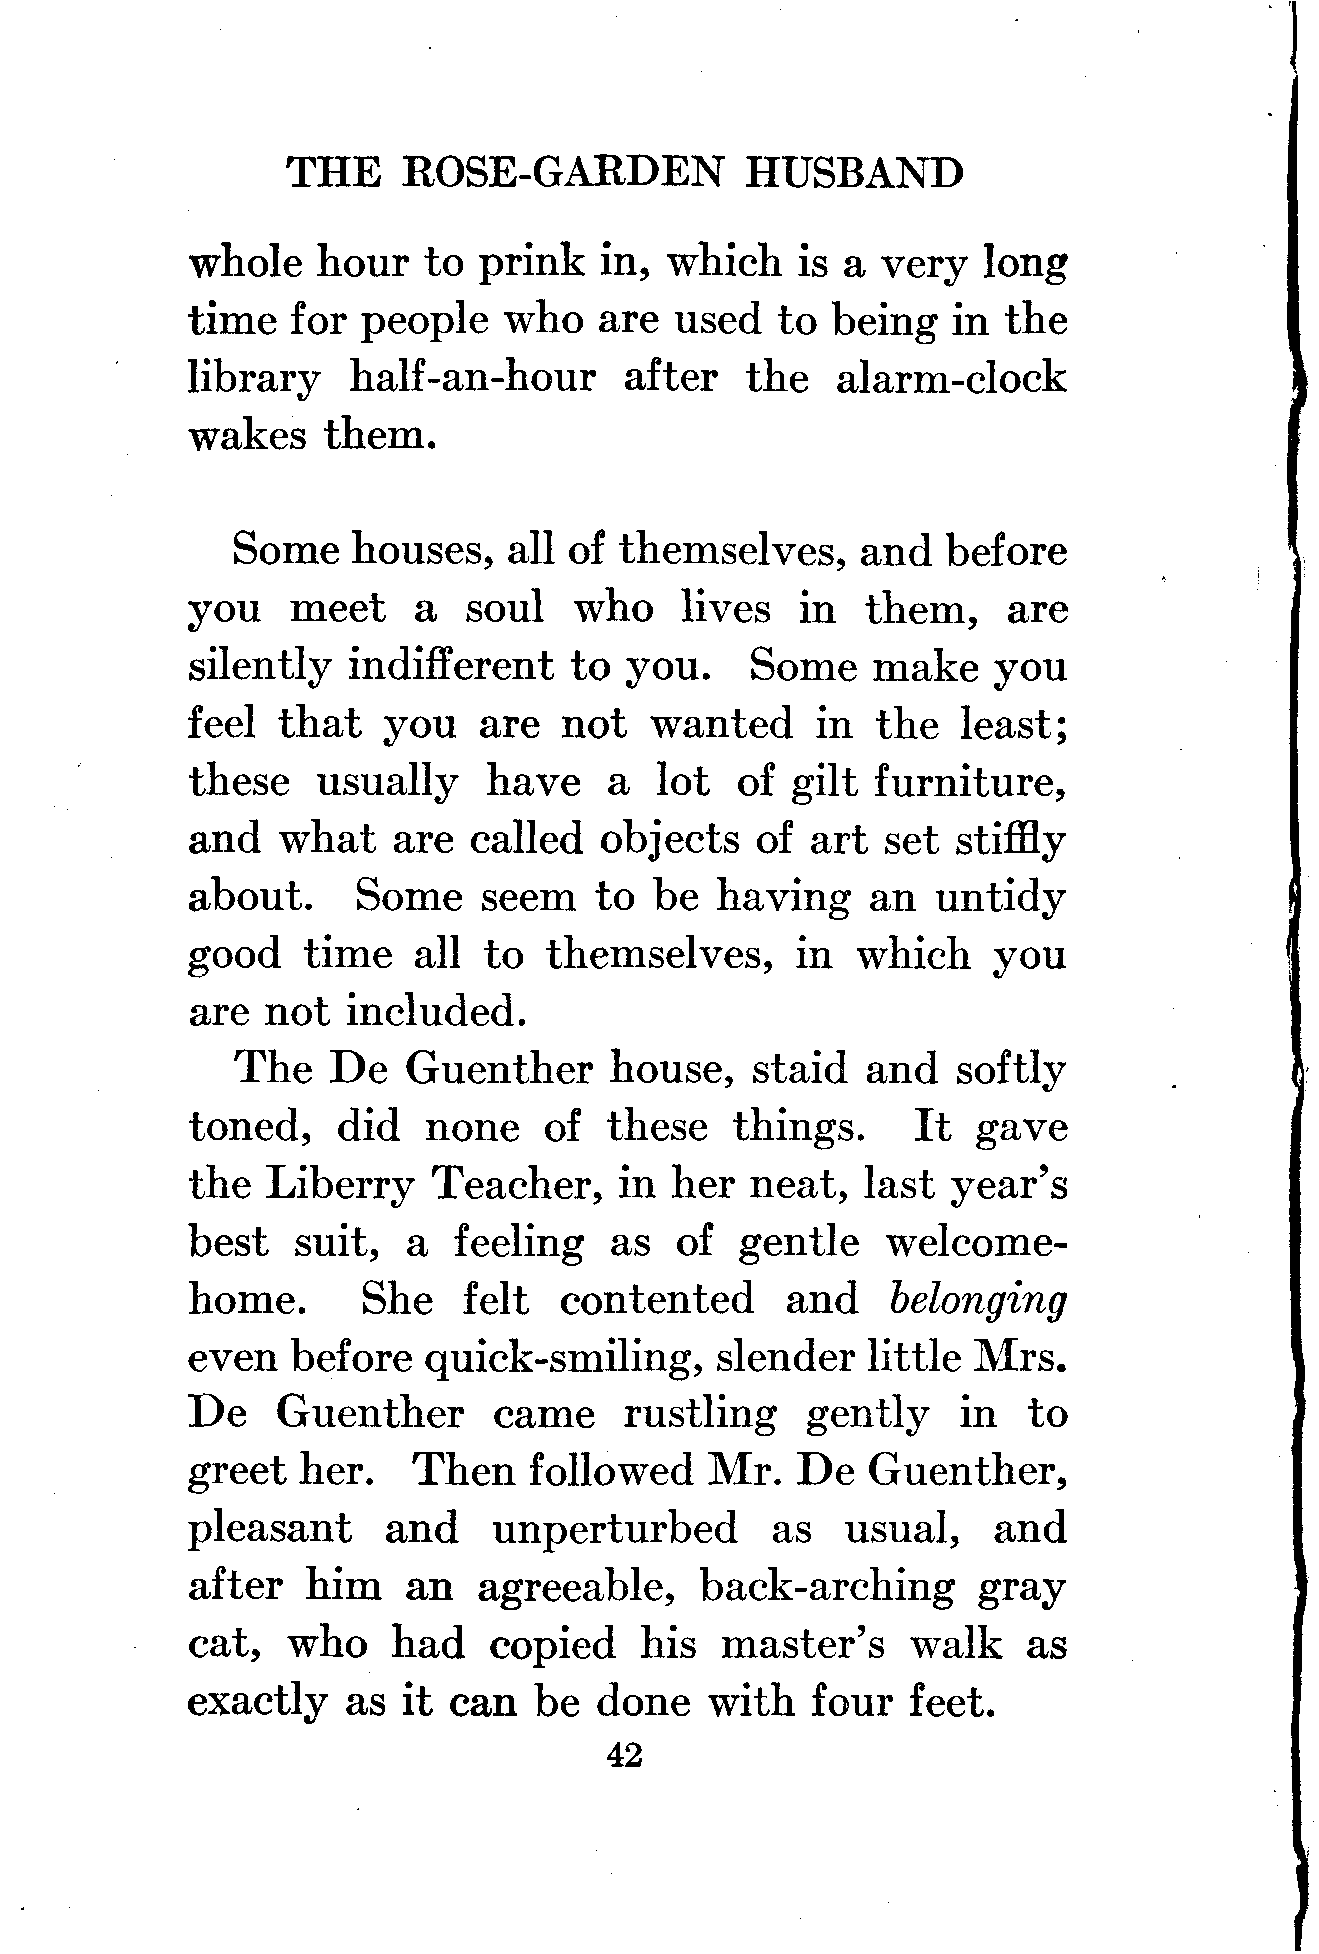 THE ROSE-GARDEN HUSBAND
whole hour to prink in, which is a very long
time for people who are used to being in the
library half-an-hour after the alarm-clock
wakes them.
Some houses, all of themselves, and before
you meet a soul who lives in them, are
silently indifferent to you. Some make you
feel that you are not wanted in the least;
these usually have a lot of gilt furniture,
and what are called objects of art set stiffly
about. Some seem to be having an untidy
good time all to themselves, in which you
are not included.
The De Guenther house, staid and softly
toned, did none of these things. It gave
the Liberry Teacher, in her neat, last year's
best suit, a feeling as of gentle welcome-
home. She felt contented and belonging
even before quick-smiling, slender little Mrs.
De Guenther came rustling gently in to
greet her. Then followed Mr. De Guenther,
pleasant and unperturbed as usual, and
after him an agreeable, back-arching gray
cat, who had copied his master's walk as
exactly as it can be done with four feet.
42